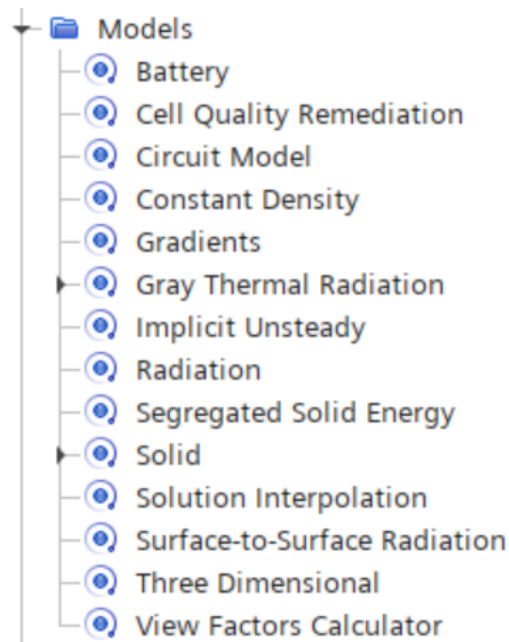 Models
Battery
Cell Quality Remediation
Circuit Model
Constant Density
Gradients
Gray Thermal Radiation
Implicit Unsteady
Radiation
Segregated Solid Energy
Solid
Solution Interpolation
Surface-to-Surface Radiation
Three Dimensional
View Factors Calculator